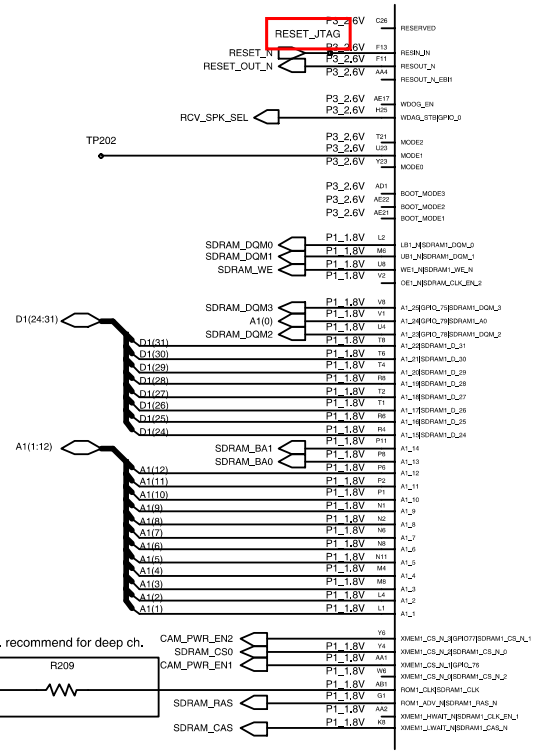 P3_2.6V C26 RESERVED
RESET_JTAG
RESET_N P3_2.6V F13 RESIN_IN
RESET_OUT_N P3_2.6V F11 RESOUT_N
P3_2.6V AA4 RESOUT_N_EBI1
P3_2.6V AE17 WDOG_EN
RCV_SPK_SEL P3_2.6V H25 WDAG_STB|GPIO_0
TP202
P3_2.6V T21 MODE2
P3_2.6V U23 MODE1
P3_2.6V Y23 MODE0
P3_2.6V AD1 BOOT_MODE3
P3_2.6V AE22 BOOT_MODE2
P3_2.6V AE21 BOOT_MODE1
SDRAM_DQM0 P1_1.8V L2 LB1_N|SDRAM1_DQM_0
SDRAM_DQM1 P1_1.8V M6 UB1_N|SDRAM1_DQM_1
SDRAM_WE P1_1.8V U8 WE1_N|SDRAM1_WE_N
P1_1.8V V2 OE1_N|SDRAM_CLK_EN_2
SDRAM_DQM3 P1_1.8V V8 A1_25|GPIO_75|SDRAM1_DQM_3
D1(24:31) A1(0) P1_1.8V V1 A1_24|GPIO_79|SDRAM1_A0
SDRAM_DQM2 P1_1.8V U4 A1_23|GPIO_78|SDRAM1_DQM_2
D1(31) P1_1.8V T8 A1_22|SDRAM1_D_31
D1(30) P1_1.8V T6 A1_21|SDRAM1_D_30
D1(29) P1_1.8V T4 A1_20|SDRAM1_D_29
D1(28) P1_1.8V R8 A1_19|SDRAM1_D_28
D1(27) P1_1.8V T2 A1_18|SDRAM1_D_27
D1(26) P1_1.8V T1 A1_17|SDRAM1_D_26
D1(25) P1_1.8V R6 A1_16|SDRAM1_D_25
D1(24) P1_1.8V R4 A1_15|SDRAM1_D_24
A1(1:12) SDRAM_BA1 P1_1.8V P11 A1_14
SDRAM_BA0 P1_1.8V P8 A1_13
A1(12) P1_1.8V P6 A1_12
A1(11) P1_1.8V P2 A1_11
A1(10) P1_1.8V P1 A1_10
A1(9) P1_1.8V N1 A1_9
A1(8) P1_1.8V N2 A1_8
A1(7) P1_1.8V N6 A1_7
A1(6) P1_1.8V N8 A1_6
A1(5) P1_1.8V N11 A1_5
A1(4) P1_1.8V M4 A1_4
A1(3) P1_1.8V M8 A1_3
A1(2) P1_1.8V L4 A1_2
A1(1) P1_1.8V L1 A1_1
. recommend for deep ch.
CAM_PWR_EN2 Y6 XMEM1_CS_N_3|GPIO77|SDRAM1_CS_N_1
SDRAM_CS0 P1_1.8V Y4 XMEM1_CS_N_2|SDRAM1_CS_N_0
R209 CAM_PWR_EN1 P1_1.8V AA1 XMEM1_CS_N_1|GPIO_76
P1_1.8V W6 XMEM1_CS_N_0|SDRAM1_CS_N_2
P1_1.8V AB1 ROM1_CLK|SDRAM1_CLK
SDRAM_RAS P1_1.8V G1 ROM1_ADV_N|SDRAM1_RAS_N
P1_1.8V AA2 XMEM1_HWAIT_N|SDRAM1_CLK_EN_1
SDRAM_CAS P1_1.8V K8 XMEM1_LWAIT_N|SDRAM1_CAS_N